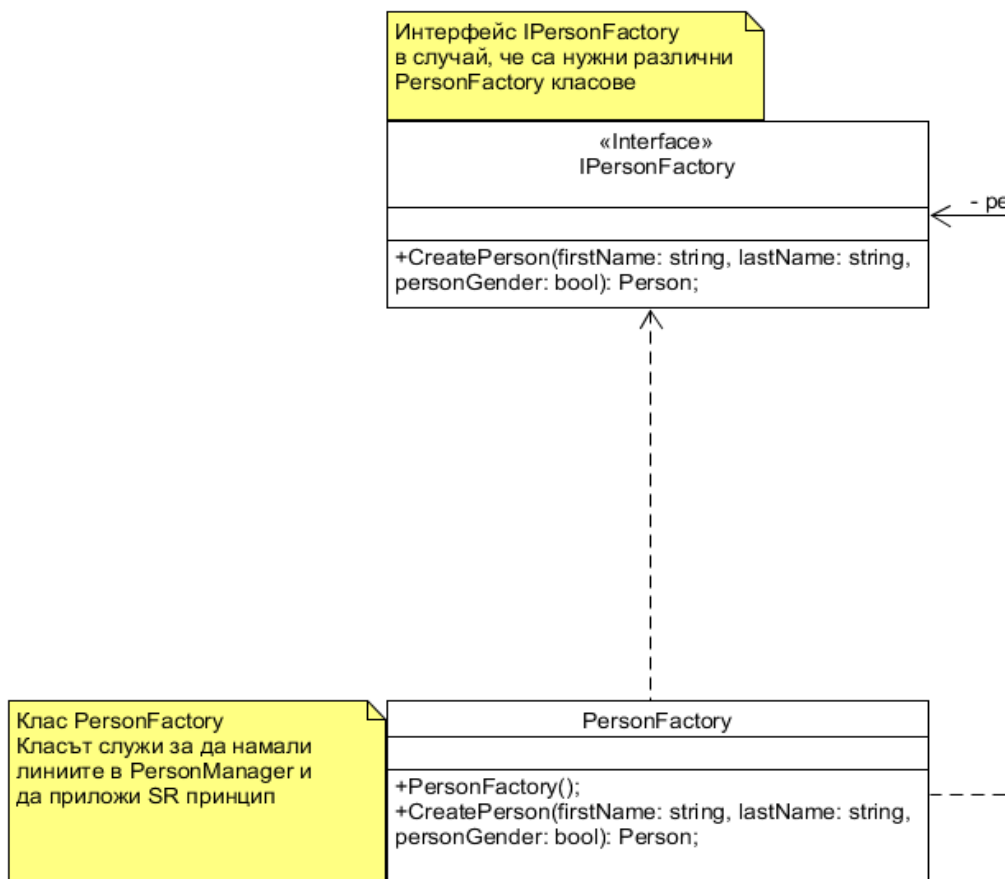 Интерфейс IPersonFactory
в случай, че са нужни различни
PersonFactory класове
«Interface»
IPersonFactory
- pe
+CreatePerson(firstName: string, lastName: string,
personGender: bool): Person;
Клас PersonFactory
Класът служи за да намали
линиите в PersonManager и
да приложи SR принцип
PersonFactory
+PersonFactory();
+CreatePerson(firstName: string, lastName: string,
personGender: bool): Person;